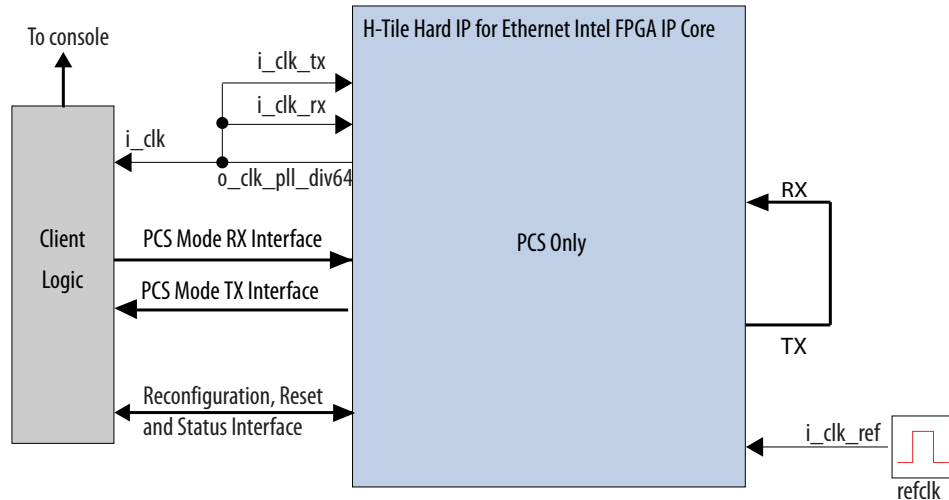 H-Tile Hard IP for Ethernet Intel FPGA IP Core
To console
i_clk_tx
i_clk_rx
i_clk
o_clk_pll_div64
Client
Logic
PCS Mode RX Interface
PCS Mode TX Interface
Reconfiguration, Reset
and Status Interface
PCS Only
RX
TX
i_clk_ref
refclk